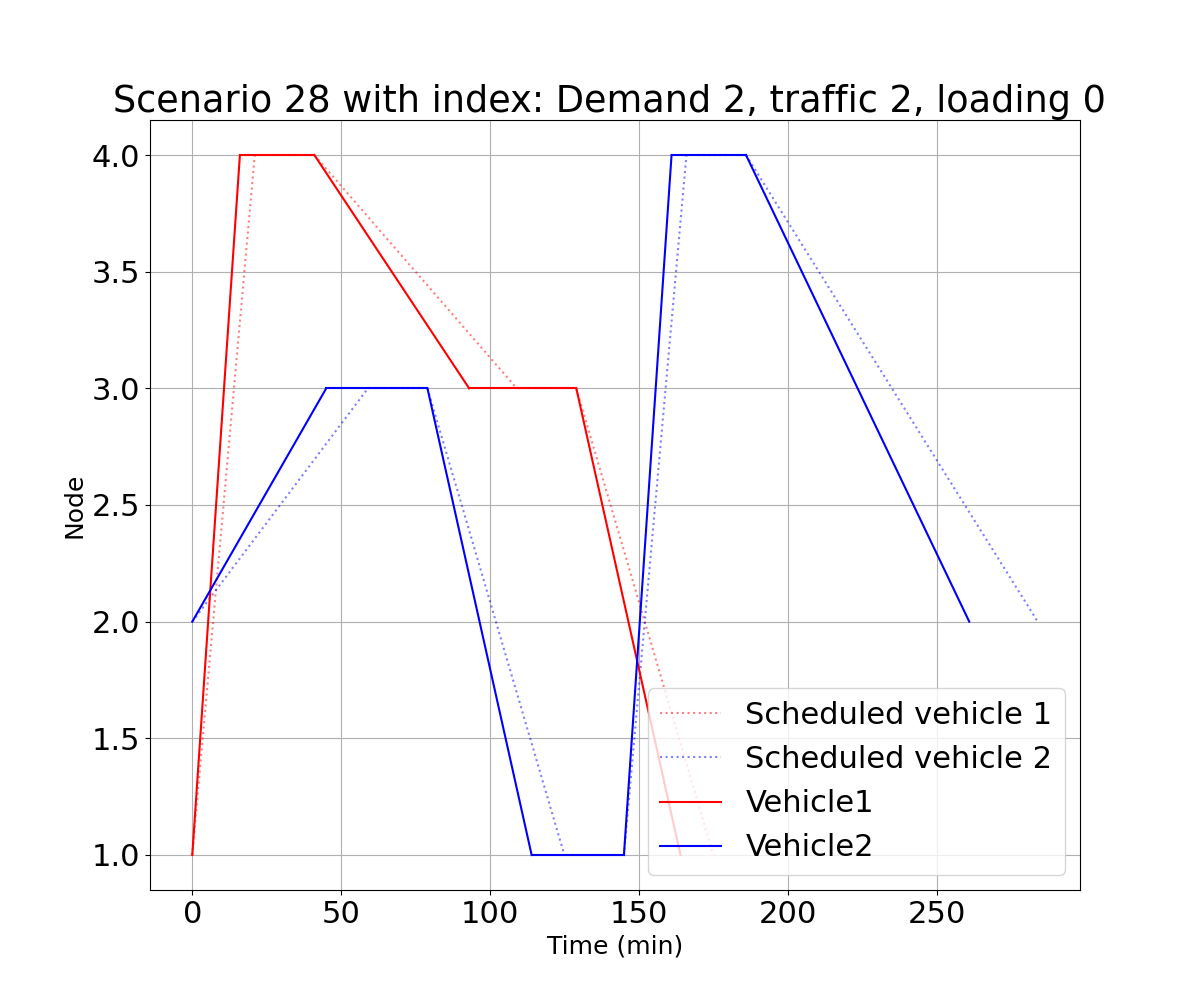 Scenario 28 with index: Demand 2, traffic 2, loading 0
4.0
3.5
3.0
2.5
2.0
1.5
1.0
Node
Scheduled vehicle 1
Scheduled vehicle 2
Vehicle1
Vehicle2
0 50 100 150 200 250
Time (min)